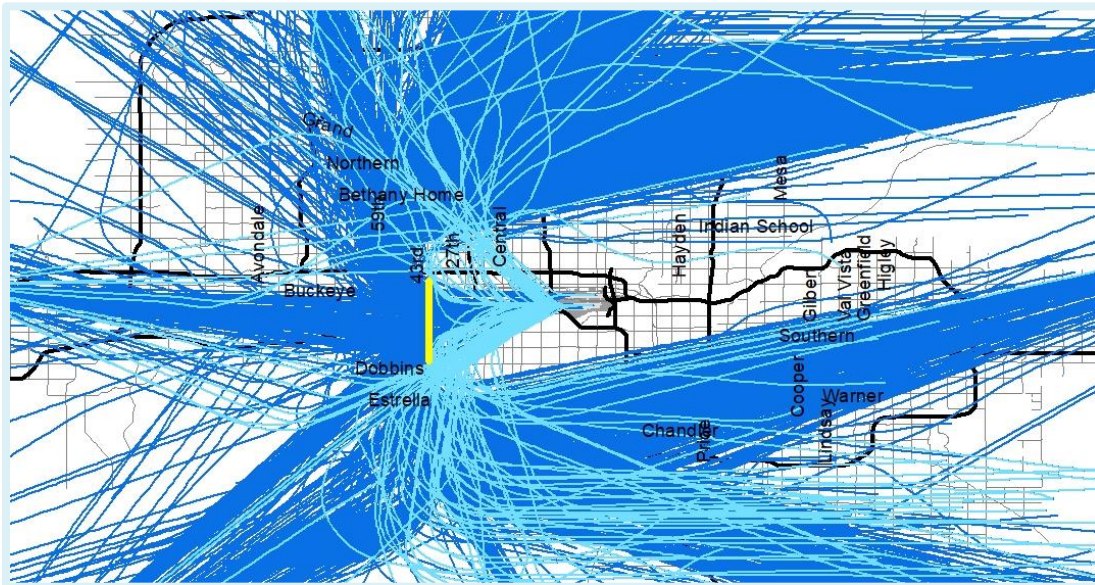 Grand
Northern
Bethany Home
59th
Avondale
43rd
27th
Central
Buckeye
Dobbins
Estrella
Mesa
Hayden
Indian School
Gilbert
Val Vista
Greenfield
Higley
Southern
Cooper
Warner
Lindsay
Chandler
Price